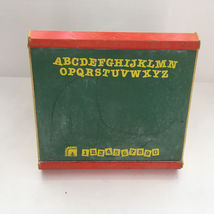 ABCDEFGHIJKLMN
OPQRSTUVWXYZ
1234567890